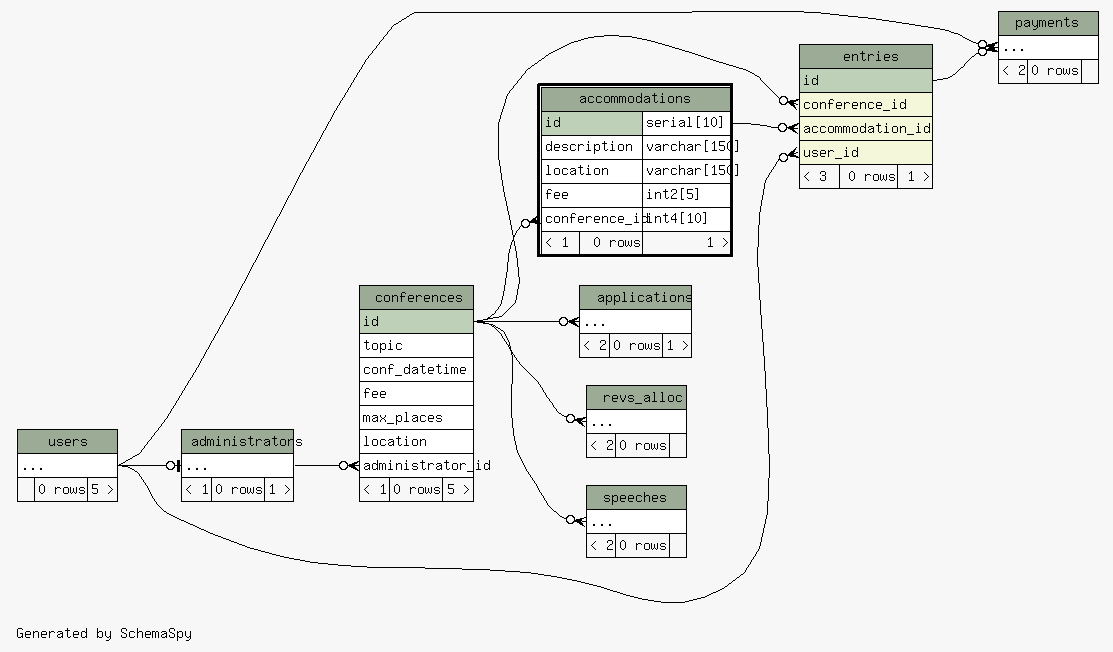 payments
...
< 2 0 rows
entries
id
conference_id
accommodation_id
user_id
< 3 0 rows 1 >
accommodations
id serial[10]
description varchar[150]
location varchar[150]
fee int2[5]
conference_id int4[10]
< 1 0 rows 1 >
conferences
id
topic
conf_datetime
fee
max_places
location
administrator_id
< 1 0 rows 5 >
applications
...
< 2 0 rows 1 >
revs_alloc
...
< 2 0 rows
users
...
0 rows 5 >
administrators
...
< 1 0 rows 1 >
speeches
...
< 2 0 rows
Generated by SchemaSpy